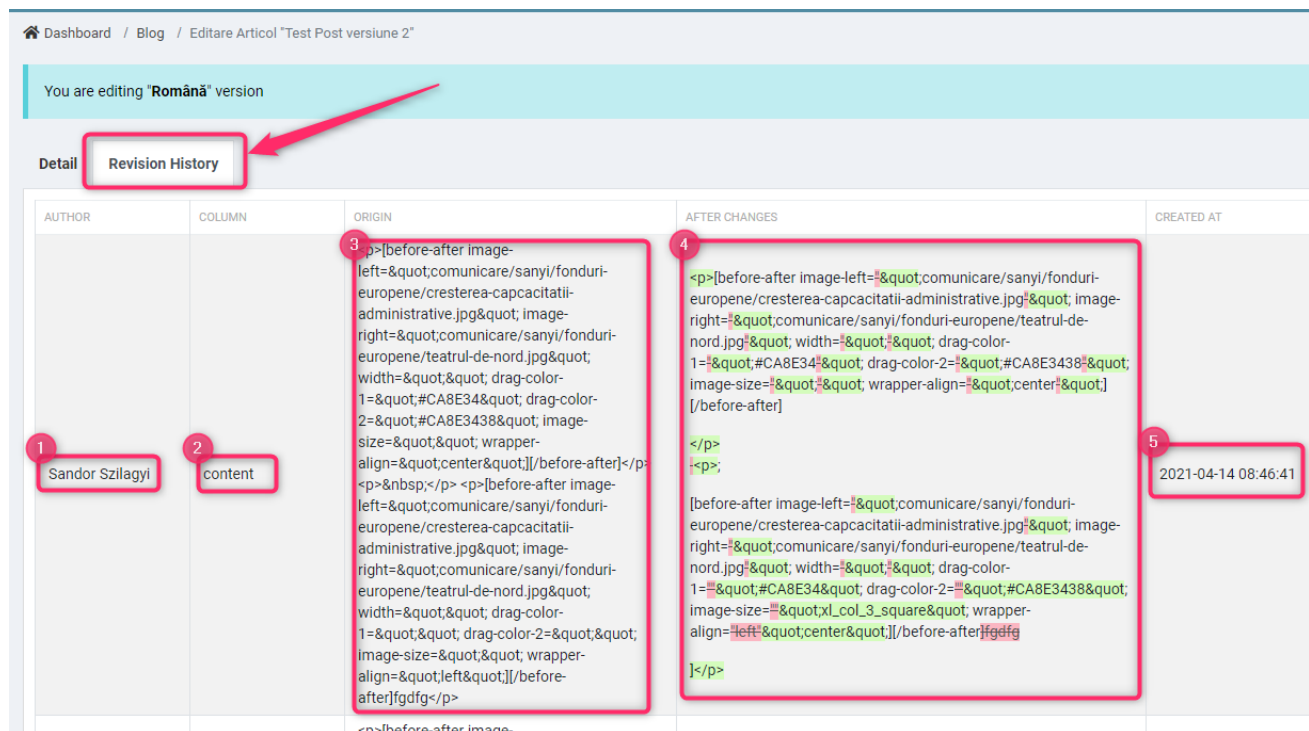 Dashboard / Blog / Editare Articol "Test Post versiune 2"
You are editing "Română" version
Detail Revision History
AUTHOR COLUMN ORIGIN AFTER CHANGES CREATED AT
1
Sandor Szilagyi
2
content
3
<p>[before-after image-
left=&quot;comunicare/sanyi/fonduri-
europene/cresterea-capcacitatii-
administrative.jpg&quot; image-
right=&quot;comunicare/sanyi/fonduri-
europene/teatrul-de-nord.jpg&quot;
width=&quot;&quot; drag-color-
1=&quot;#CA8E34&quot; drag-color-
2=&quot;#CA8E3438&quot; image-
size=&quot;&quot; wrapper-
align=&quot;center&quot;][/before-after]</p>
<p>&nbsp;</p> <p>[before-after image-
left=&quot;comunicare/sanyi/fonduri-
europene/cresterea-capcacitatii-
administrative.jpg&quot; image-
right=&quot;comunicare/sanyi/fonduri-
europene/teatrul-de-nord.jpg&quot;
width=&quot;&quot; drag-color-
1=&quot;&quot; drag-color-2=&quot;&quot;
image-size=&quot;&quot; wrapper-
align=&quot;left&quot;][/before-
after]fgdfg</p>
4
<p>[before-after image-left="&quot;comunicare/sanyi/fonduri-
europene/cresterea-capcacitatii-administrative.jpg"&quot; image-
right="&quot;comunicare/sanyi/fonduri-europene/teatrul-de-
nord.jpg"&quot; width="&quot;"&quot; drag-color-
1="&quot;#CA8E34"&quot; drag-color-2="&quot;#CA8E3438"&quot;
image-size="&quot;"&quot; wrapper-align="&quot;center"&quot;]
[/before-after]
</p>
<p>;
[before-after image-left="&quot;comunicare/sanyi/fonduri-
europene/cresterea-capcacitatii-administrative.jpg"&quot; image-
right="&quot;comunicare/sanyi/fonduri-europene/teatrul-de-
nord.jpg"&quot; width="&quot;"&quot; drag-color-
1=""&quot;#CA8E34&quot; drag-color-2=""&quot;#CA8E3438&quot;
image-size=""&quot;xl_col_3_square&quot; wrapper-
align="left"&quot;center&quot;][/before-after]fgdfg
]</p>
5
2021-04-14 08:46:41
<p>[before-after image-